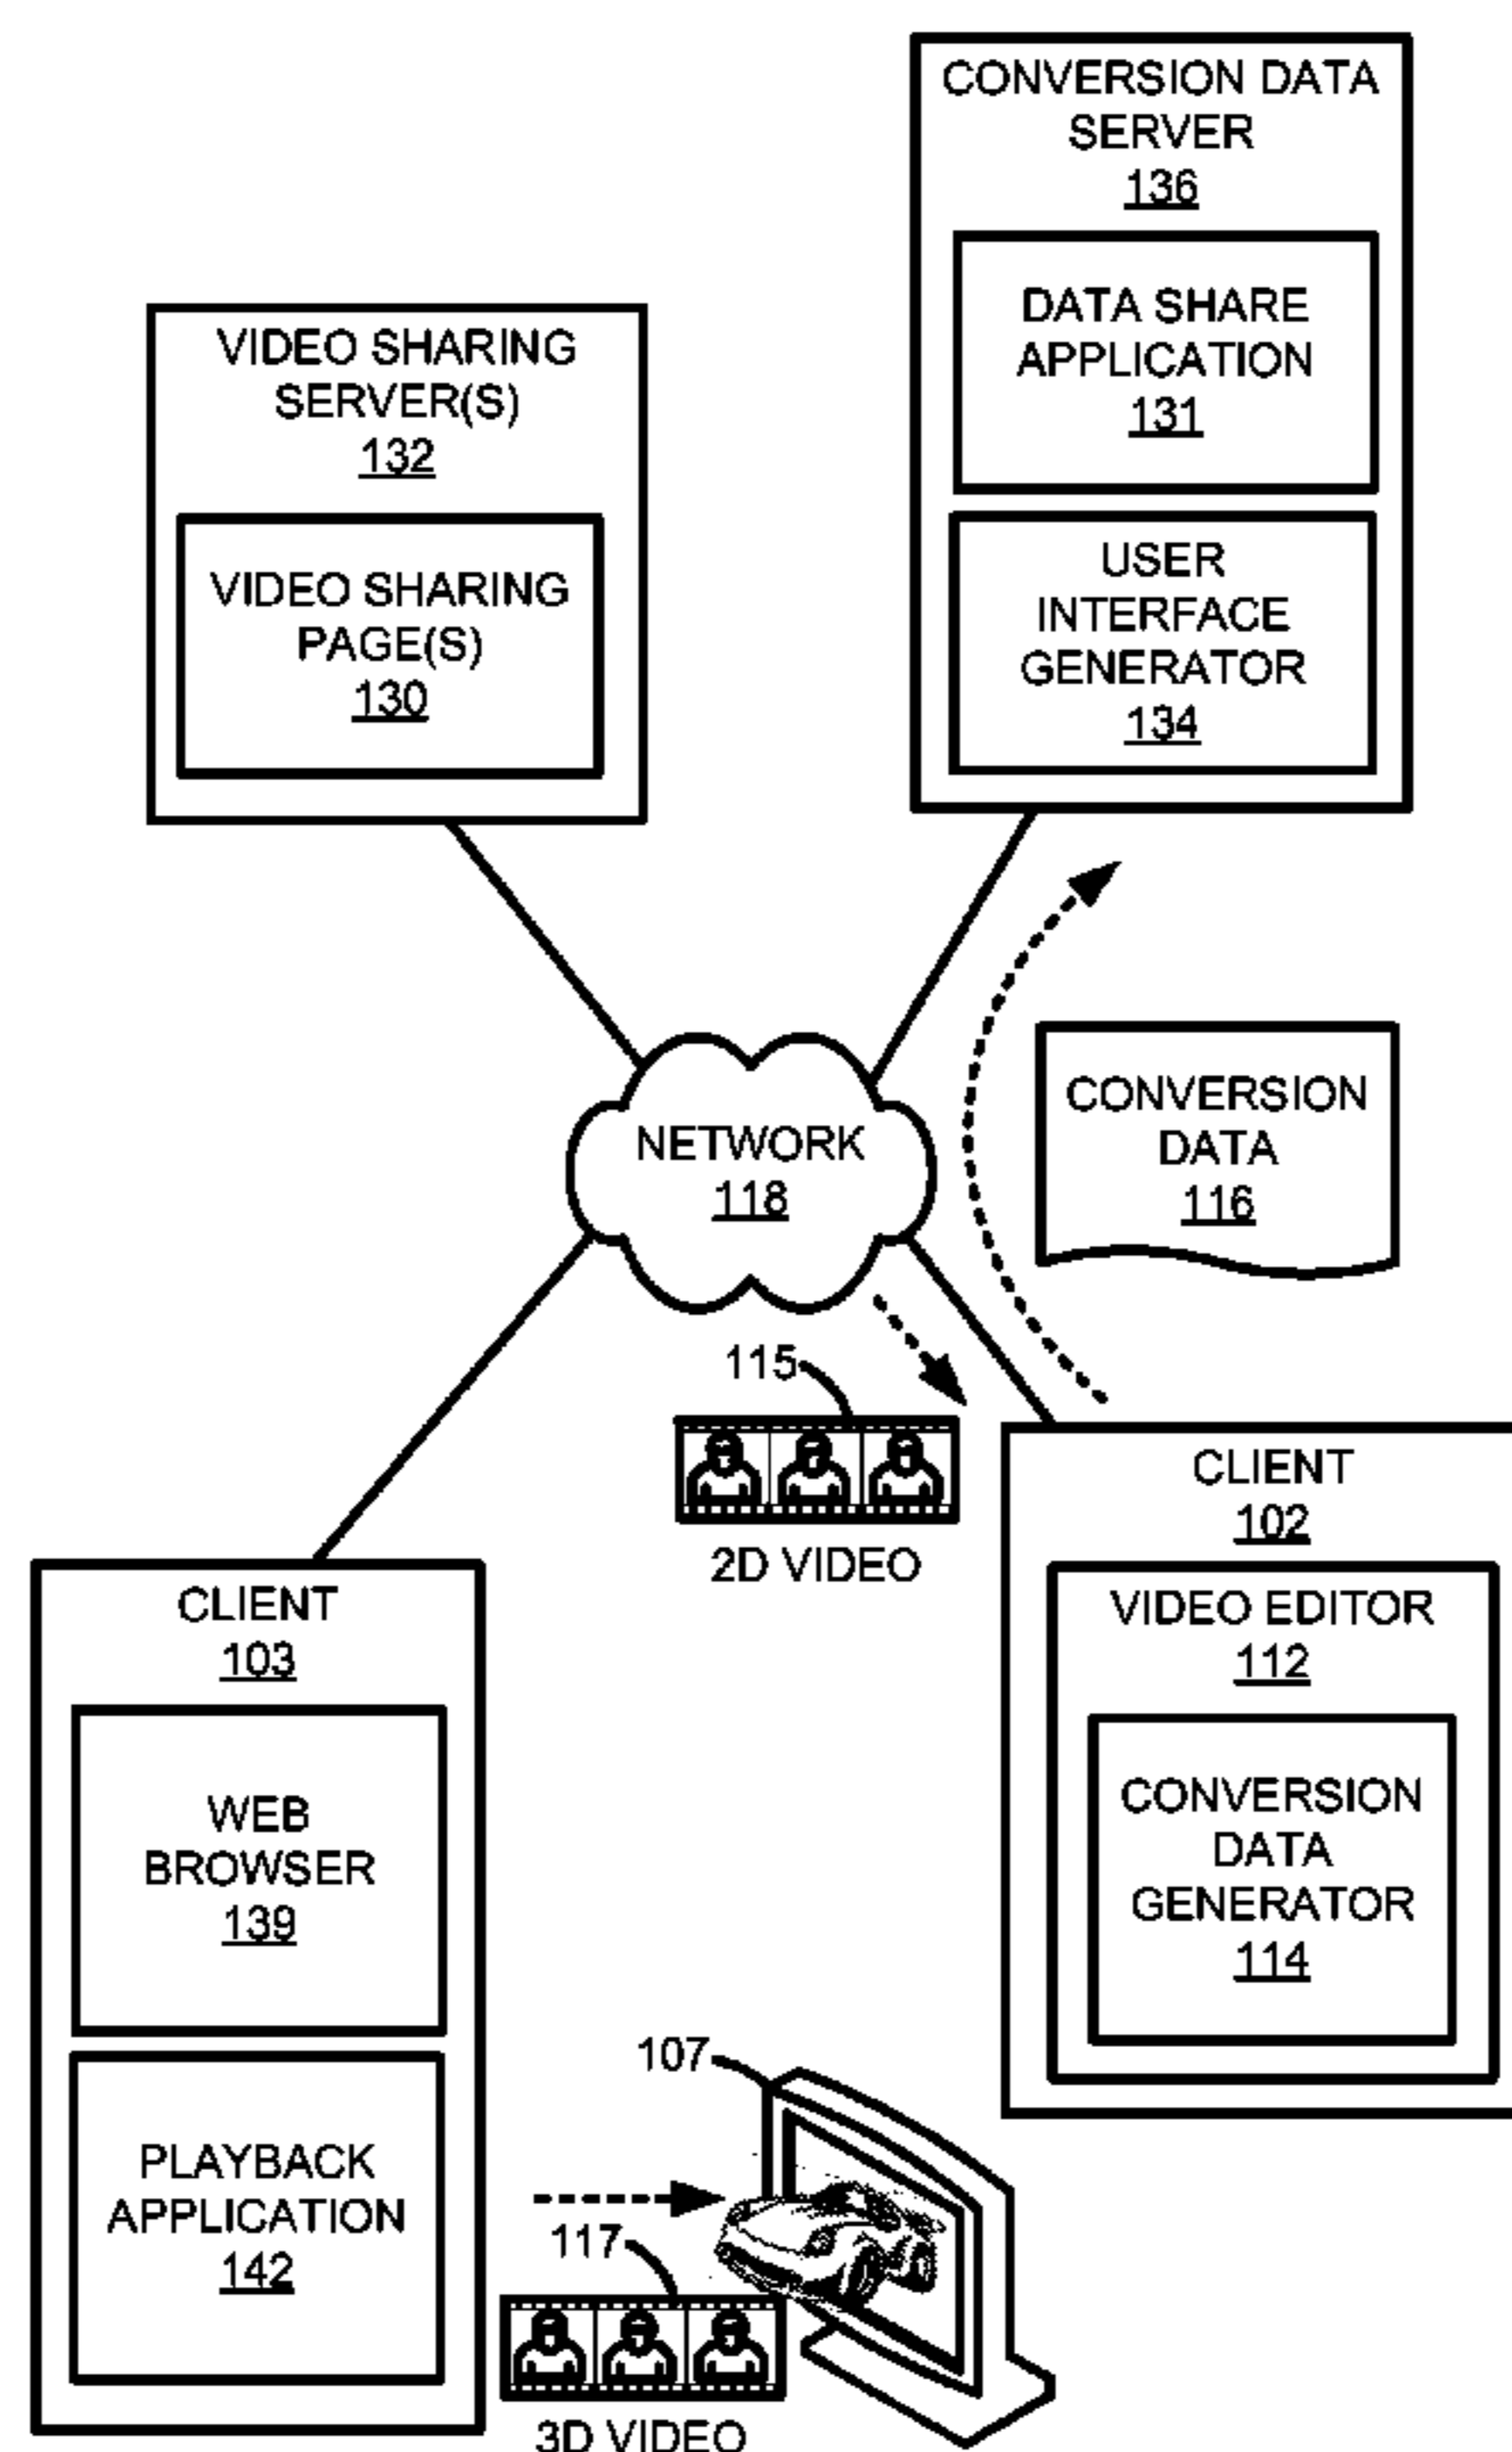 CONVERSION DATA
SERVER
136
DATA SHARE
APPLICATION
131
USER
INTERFACE
GENERATOR
134
VIDEO SHARING
SERVER(S)
132
VIDEO SHARING
PAGE(S)
130
NETWORK
118
CONVERSION
DATA
116
115
2D VIDEO
CLIENT
102
VIDEO EDITOR
112
CONVERSION
DATA
GENERATOR
114
CLIENT
103
WEB
BROWSER
139
PLAYBACK
APPLICATION
142
107
117
3D VIDEO